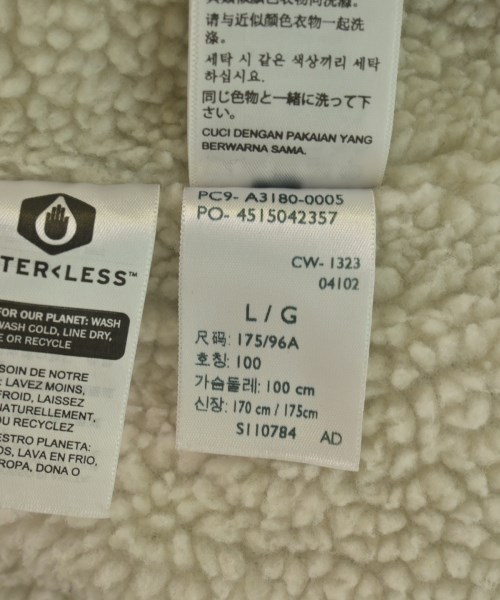 请与近似颜色衣物一起洗
涤。
세탁 시 같은 색상끼리 세탁
하십시요.
同じ色物と一緒に洗って下
さい。
CUCI DENGAN PAKAIAN YANG
BERWARNA SAMA.
PC9- A3180-0005
PO- 4515042357
CW- 1323
04102
L / G
尺码: 175/96A
호칭: 100
가슴둘레: 100 cm
신장: 170 cm / 175cm
S110784 AD
TER<LESS™
FOR OUR PLANET: WASH
WASH COLD, LINE DRY,
E OR RECYCLE
SOIN DE NOTRE
: LAVEZ MOINS,
FROID, LAISSEZ
NATURELLEMENT,
OU RECYCLEZ
ESTRO PLANETA:
OS, LAVA EN FRIO,
ROPA, DONA O